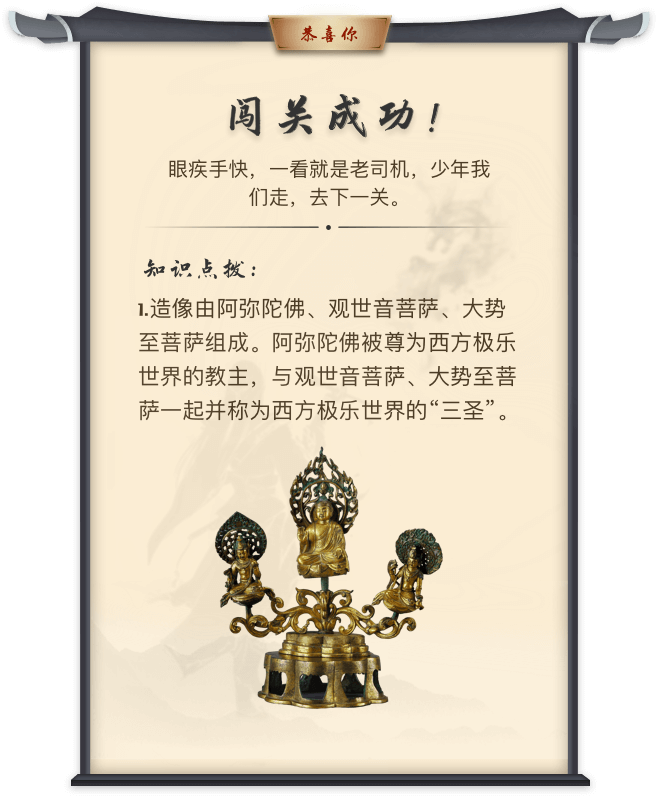 恭喜你
闯关成功！
眼疾手快，一看就是老司机，少年我
们走，去下一关。
知识点拨：
1.造像由阿弥陀佛、观世音菩萨、大势
至菩萨组成。阿弥陀佛被尊为西方极乐
世界的教主，与观世音菩萨、大势至菩
萨一起并称为西方极乐世界的“三圣”。